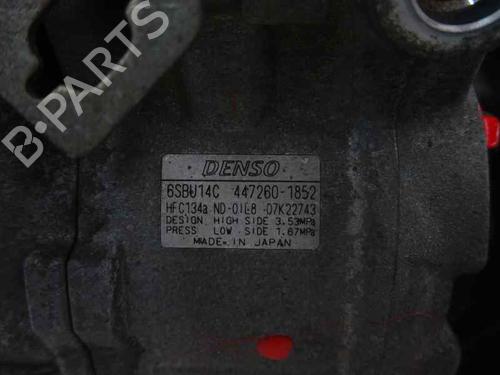 B-PARTS
DENSO
6SBU14C 447260-1852
HFC134a ND-OIL8 07K22743
DESIGN HIGH SIDE 3.53MPa
PRESS LOW SIDE 1.67MPa
MADE IN JAPAN